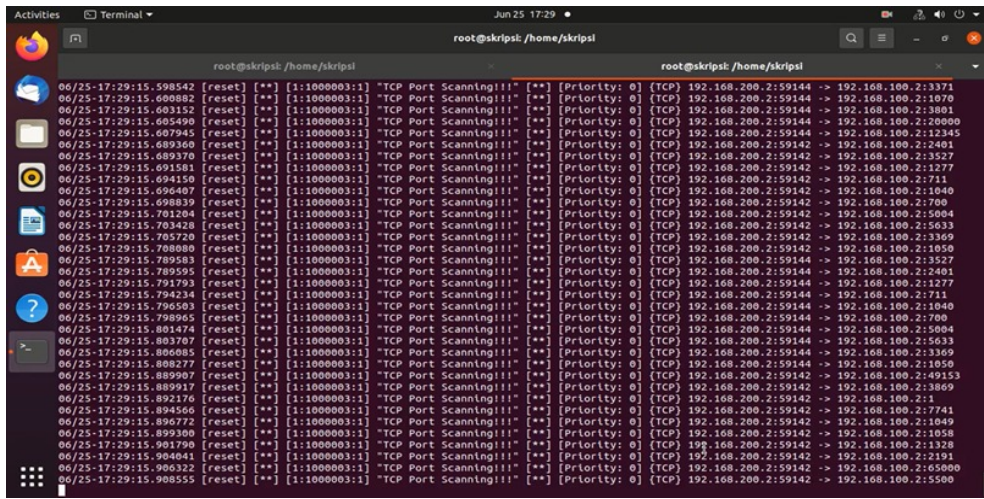 Activities
Terminal
Jun 25 17:29
root@skripsi: /home/skripsi
root@skripsi: /home/skripsi
root@skripsi: /home/skripsi
06/25-17:29:15.598542 [reset] [**] [1:1000003:1] "TCP Port Scanning!!!" [**] [Priority: 0] {TCP} 192.168.200.2:59144 -> 192.168.100.2:3371
06/25-17:29:15.600882 [reset] [**] [1:1000003:1] "TCP Port Scanning!!!" [**] [Priority: 0] {TCP} 192.168.200.2:59144 -> 192.168.100.2:1070
06/25-17:29:15.603152 [reset] [**] [1:1000003:1] "TCP Port Scanning!!!" [**] [Priority: 0] {TCP} 192.168.200.2:59144 -> 192.168.100.2:3801
06/25-17:29:15.605490 [reset] [**] [1:1000003:1] "TCP Port Scanning!!!" [**] [Priority: 0] {TCP} 192.168.200.2:59144 -> 192.168.100.2:20000
06/25-17:29:15.607945 [reset] [**] [1:1000003:1] "TCP Port Scanning!!!" [**] [Priority: 0] {TCP} 192.168.200.2:59144 -> 192.168.100.2:12345
06/25-17:29:15.689360 [reset] [**] [1:1000003:1] "TCP Port Scanning!!!" [**] [Priority: 0] {TCP} 192.168.200.2:59142 -> 192.168.100.2:2401
06/25-17:29:15.689370 [reset] [**] [1:1000003:1] "TCP Port Scanning!!!" [**] [Priority: 0] {TCP} 192.168.200.2:59142 -> 192.168.100.2:3527
06/25-17:29:15.691581 [reset] [**] [1:1000003:1] "TCP Port Scanning!!!" [**] [Priority: 0] {TCP} 192.168.200.2:59142 -> 192.168.100.2:1277
06/25-17:29:15.694150 [reset] [**] [1:1000003:1] "TCP Port Scanning!!!" [**] [Priority: 0] {TCP} 192.168.200.2:59142 -> 192.168.100.2:711
06/25-17:29:15.696407 [reset] [**] [1:1000003:1] "TCP Port Scanning!!!" [**] [Priority: 0] {TCP} 192.168.200.2:59142 -> 192.168.100.2:1040
06/25-17:29:15.698839 [reset] [**] [1:1000003:1] "TCP Port Scanning!!!" [**] [Priority: 0] {TCP} 192.168.200.2:59142 -> 192.168.100.2:700
06/25-17:29:15.701204 [reset] [**] [1:1000003:1] "TCP Port Scanning!!!" [**] [Priority: 0] {TCP} 192.168.200.2:59142 -> 192.168.100.2:5004
06/25-17:29:15.703428 [reset] [**] [1:1000003:1] "TCP Port Scanning!!!" [**] [Priority: 0] {TCP} 192.168.200.2:59142 -> 192.168.100.2:5633
06/25-17:29:15.705720 [reset] [**] [1:1000003:1] "TCP Port Scanning!!!" [**] [Priority: 0] {TCP} 192.168.200.2:59142 -> 192.168.100.2:3369
06/25-17:29:15.708080 [reset] [**] [1:1000003:1] "TCP Port Scanning!!!" [**] [Priority: 0] {TCP} 192.168.200.2:59142 -> 192.168.100.2:1050
06/25-17:29:15.789583 [reset] [**] [1:1000003:1] "TCP Port Scanning!!!" [**] [Priority: 0] {TCP} 192.168.200.2:59144 -> 192.168.100.2:3527
06/25-17:29:15.789595 [reset] [**] [1:1000003:1] "TCP Port Scanning!!!" [**] [Priority: 0] {TCP} 192.168.200.2:59144 -> 192.168.100.2:2401
06/25-17:29:15.791793 [reset] [**] [1:1000003:1] "TCP Port Scanning!!!" [**] [Priority: 0] {TCP} 192.168.200.2:59144 -> 192.168.100.2:1277
06/25-17:29:15.794234 [reset] [**] [1:1000003:1] "TCP Port Scanning!!!" [**] [Priority: 0] {TCP} 192.168.200.2:59144 -> 192.168.100.2:711
06/25-17:29:15.796503 [reset] [**] [1:1000003:1] "TCP Port Scanning!!!" [**] [Priority: 0] {TCP} 192.168.200.2:59144 -> 192.168.100.2:1040
06/25-17:29:15.798965 [reset] [**] [1:1000003:1] "TCP Port Scanning!!!" [**] [Priority: 0] {TCP} 192.168.200.2:59144 -> 192.168.100.2:700
06/25-17:29:15.801474 [reset] [**] [1:1000003:1] "TCP Port Scanning!!!" [**] [Priority: 0] {TCP} 192.168.200.2:59144 -> 192.168.100.2:5004
06/25-17:29:15.803707 [reset] [**] [1:1000003:1] "TCP Port Scanning!!!" [**] [Priority: 0] {TCP} 192.168.200.2:59144 -> 192.168.100.2:5633
06/25-17:29:15.806085 [reset] [**] [1:1000003:1] "TCP Port Scanning!!!" [**] [Priority: 0] {TCP} 192.168.200.2:59144 -> 192.168.100.2:3369
06/25-17:29:15.808277 [reset] [**] [1:1000003:1] "TCP Port Scanning!!!" [**] [Priority: 0] {TCP} 192.168.200.2:59144 -> 192.168.100.2:1050
06/25-17:29:15.889907 [reset] [**] [1:1000003:1] "TCP Port Scanning!!!" [**] [Priority: 0] {TCP} 192.168.200.2:59142 -> 192.168.100.2:49153
06/25-17:29:15.889917 [reset] [**] [1:1000003:1] "TCP Port Scanning!!!" [**] [Priority: 0] {TCP} 192.168.200.2:59142 -> 192.168.100.2:3869
06/25-17:29:15.892176 [reset] [**] [1:1000003:1] "TCP Port Scanning!!!" [**] [Priority: 0] {TCP} 192.168.200.2:59142 -> 192.168.100.2:1
06/25-17:29:15.894566 [reset] [**] [1:1000003:1] "TCP Port Scanning!!!" [**] [Priority: 0] {TCP} 192.168.200.2:59142 -> 192.168.100.2:7741
06/25-17:29:15.896772 [reset] [**] [1:1000003:1] "TCP Port Scanning!!!" [**] [Priority: 0] {TCP} 192.168.200.2:59142 -> 192.168.100.2:1049
06/25-17:29:15.899300 [reset] [**] [1:1000003:1] "TCP Port Scanning!!!" [**] [Priority: 0] {TCP} 192.168.200.2:59142 -> 192.168.100.2:1058
06/25-17:29:15.901790 [reset] [**] [1:1000003:1] "TCP Port Scanning!!!" [**] [Priority: 0] {TCP} 192.168.200.2:59142 -> 192.168.100.2:1328
06/25-17:29:15.904041 [reset] [**] [1:1000003:1] "TCP Port Scanning!!!" [**] [Priority: 0] {TCP} 192.168.200.2:59142 -> 192.168.100.2:2191
06/25-17:29:15.906322 [reset] [**] [1:1000003:1] "TCP Port Scanning!!!" [**] [Priority: 0] {TCP} 192.168.200.2:59142 -> 192.168.100.2:65000
06/25-17:29:15.908555 [reset] [**] [1:1000003:1] "TCP Port Scanning!!!" [**] [Priority: 0] {TCP} 192.168.200.2:59142 -> 192.168.100.2:5500